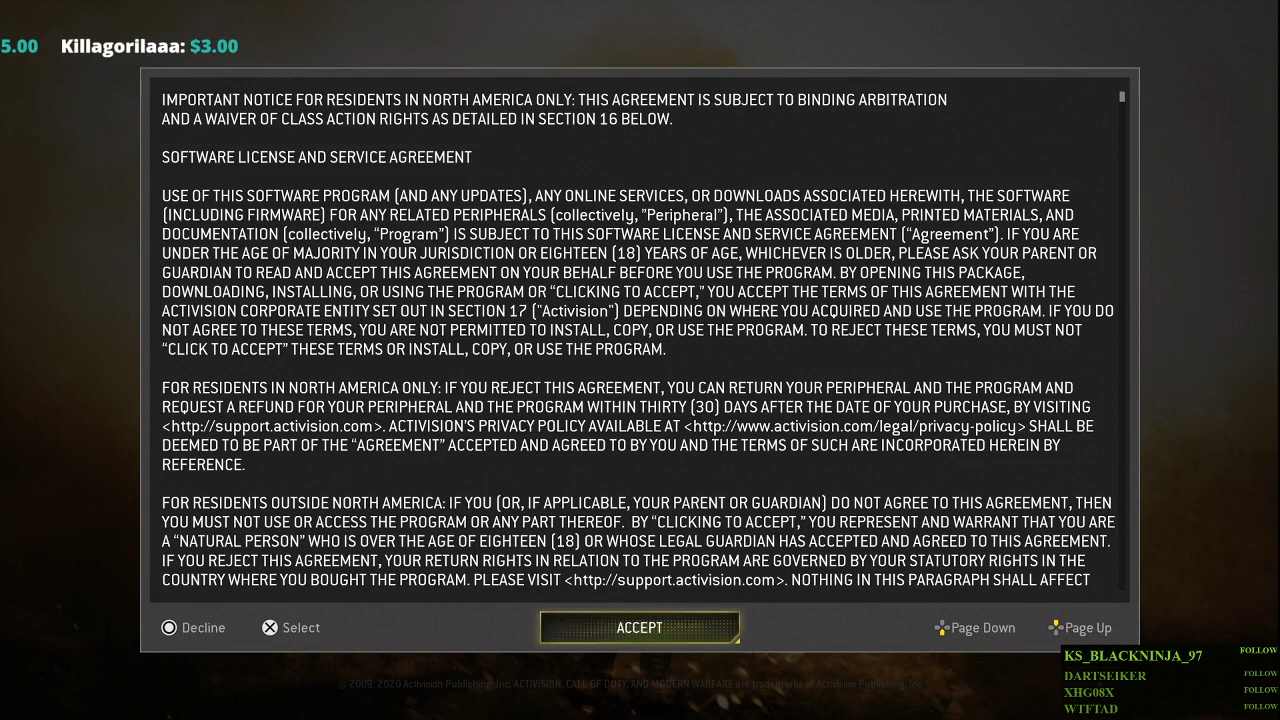 5.00 Killagorilaaa: $3.00
IMPORTANT NOTICE FOR RESIDENTS IN NORTH AMERICA ONLY: THIS AGREEMENT IS SUBJECT TO BINDING ARBITRATION
AND A WAIVER OF CLASS ACTION RIGHTS AS DETAILED IN SECTION 16 BELOW.
SOFTWARE LICENSE AND SERVICE AGREEMENT
USE OF THIS SOFTWARE PROGRAM (AND ANY UPDATES), ANY ONLINE SERVICES, OR DOWNLOADS ASSOCIATED HEREWITH, THE SOFTWARE
(INCLUDING FIRMWARE) FOR ANY RELATED PERIPHERALS (collectively, "Peripheral"), THE ASSOCIATED MEDIA, PRINTED MATERIALS, AND
DOCUMENTATION (collectively, “Program”) IS SUBJECT TO THIS SOFTWARE LICENSE AND SERVICE AGREEMENT (“Agreement”). IF YOU ARE
UNDER THE AGE OF MAJORITY IN YOUR JURISDICTION OR EIGHTEEN (18) YEARS OF AGE, WHICHEVER IS OLDER, PLEASE ASK YOUR PARENT OR
GUARDIAN TO READ AND ACCEPT THIS AGREEMENT ON YOUR BEHALF BEFORE YOU USE THE PROGRAM. BY OPENING THIS PACKAGE,
DOWNLOADING, INSTALLING, OR USING THE PROGRAM OR “CLICKING TO ACCEPT,” YOU ACCEPT THE TERMS OF THIS AGREEMENT WITH THE
ACTIVISION CORPORATE ENTITY SET OUT IN SECTION 17 ("Activision") DEPENDING ON WHERE YOU ACQUIRED AND USE THE PROGRAM. IF YOU DO
NOT AGREE TO THESE TERMS, YOU ARE NOT PERMITTED TO INSTALL, COPY, OR USE THE PROGRAM. TO REJECT THESE TERMS, YOU MUST NOT
“CLICK TO ACCEPT” THESE TERMS OR INSTALL, COPY, OR USE THE PROGRAM.
FOR RESIDENTS IN NORTH AMERICA ONLY: IF YOU REJECT THIS AGREEMENT, YOU CAN RETURN YOUR PERIPHERAL AND THE PROGRAM AND
REQUEST A REFUND FOR YOUR PERIPHERAL AND THE PROGRAM WITHIN THIRTY (30) DAYS AFTER THE DATE OF YOUR PURCHASE, BY VISITING
<http://support.activision.com>. ACTIVISION’S PRIVACY POLICY AVAILABLE AT <http://www.activision.com/legal/privacy-policy> SHALL BE
DEEMED TO BE PART OF THE “AGREEMENT” ACCEPTED AND AGREED TO BY YOU AND THE TERMS OF SUCH ARE INCORPORATED HEREIN BY
REFERENCE.
FOR RESIDENTS OUTSIDE NORTH AMERICA: IF YOU (OR, IF APPLICABLE, YOUR PARENT OR GUARDIAN) DO NOT AGREE TO THIS AGREEMENT, THEN
YOU MUST NOT USE OR ACCESS THE PROGRAM OR ANY PART THEREOF. BY “CLICKING TO ACCEPT,” YOU REPRESENT AND WARRANT THAT YOU ARE
A “NATURAL PERSON” WHO IS OVER THE AGE OF EIGHTEEN (18) OR WHOSE LEGAL GUARDIAN HAS ACCEPTED AND AGREED TO THIS AGREEMENT.
IF YOU REJECT THIS AGREEMENT, YOUR RETURN RIGHTS IN RELATION TO THE PROGRAM ARE GOVERNED BY YOUR STATUTORY RIGHTS IN THE
COUNTRY WHERE YOU BOUGHT THE PROGRAM. PLEASE VISIT <http://support.activision.com>. NOTHING IN THIS PARAGRAPH SHALL AFFECT
Decline Select ACCEPT Page Down Page Up
KS_BLACKNINJA_97 FOLLOW
DARTSEIKER FOLLOW
XHG08X FOLLOW
WTFTAD FOLLOW
© 2009, 2020 Activision Publishing, Inc. ACTIVISION, CALL OF DUTY, AND MODERN WARFARE are trademarks of Activision Publishing, Inc.